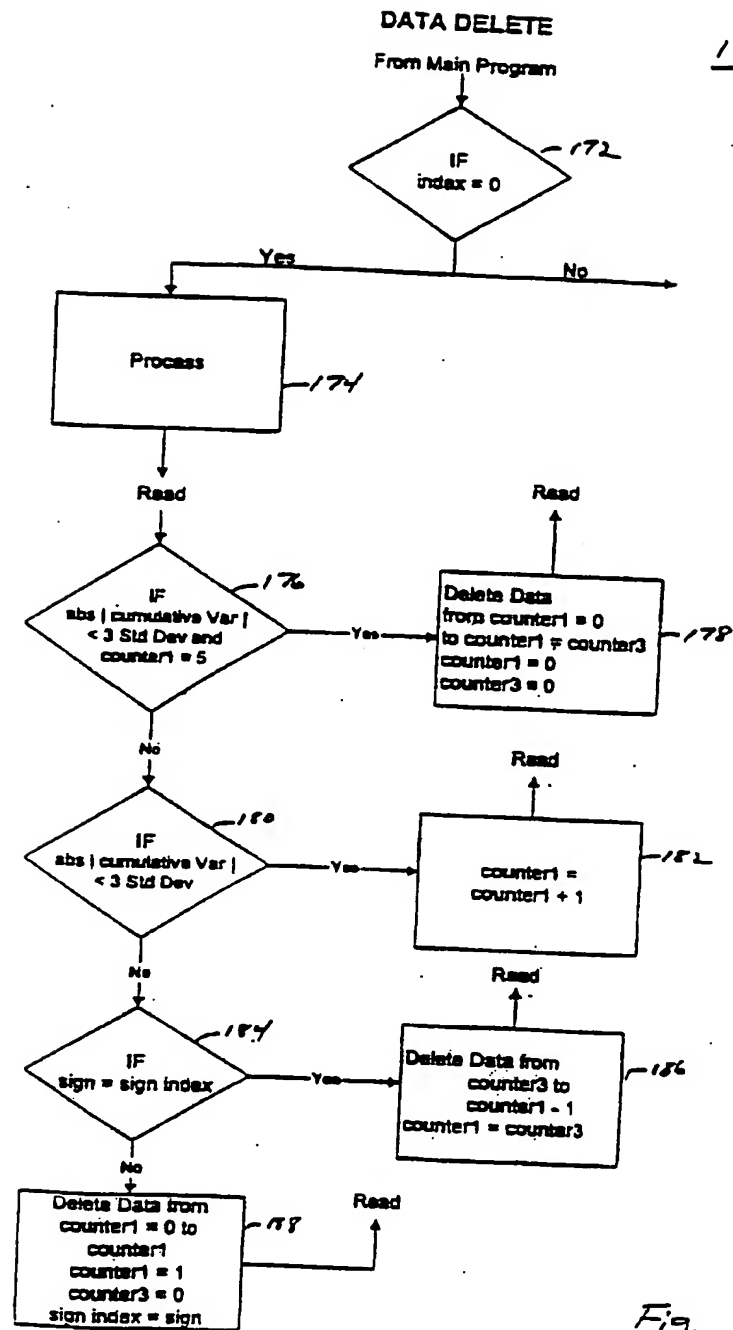 DATA DELETE
From Main Program
1
IF
index = 0
172
Yes
No
Process
174
Read
IF
abs | cumulative Var |
< 3 Std Dev and
counter1 = 5
176
Yes
Read
Delete Data
from counter1 = 0
to counter1 = counter3
counter1 = 0
counter3 = 0
178
No
IF
abs | cumulative Var |
< 3 Std Dev
180
Yes
Read
counter1 =
counter1 + 1
182
No
IF
sign = sign index
184
Yes
Read
Delete Data from
counter3 to
counter1 - 1
counter1 = counter3
186
No
Delete Data from
counter1 = 0 to
counter1
counter1 = 1
counter3 = 0
sign index = sign
188
Read
Fig.